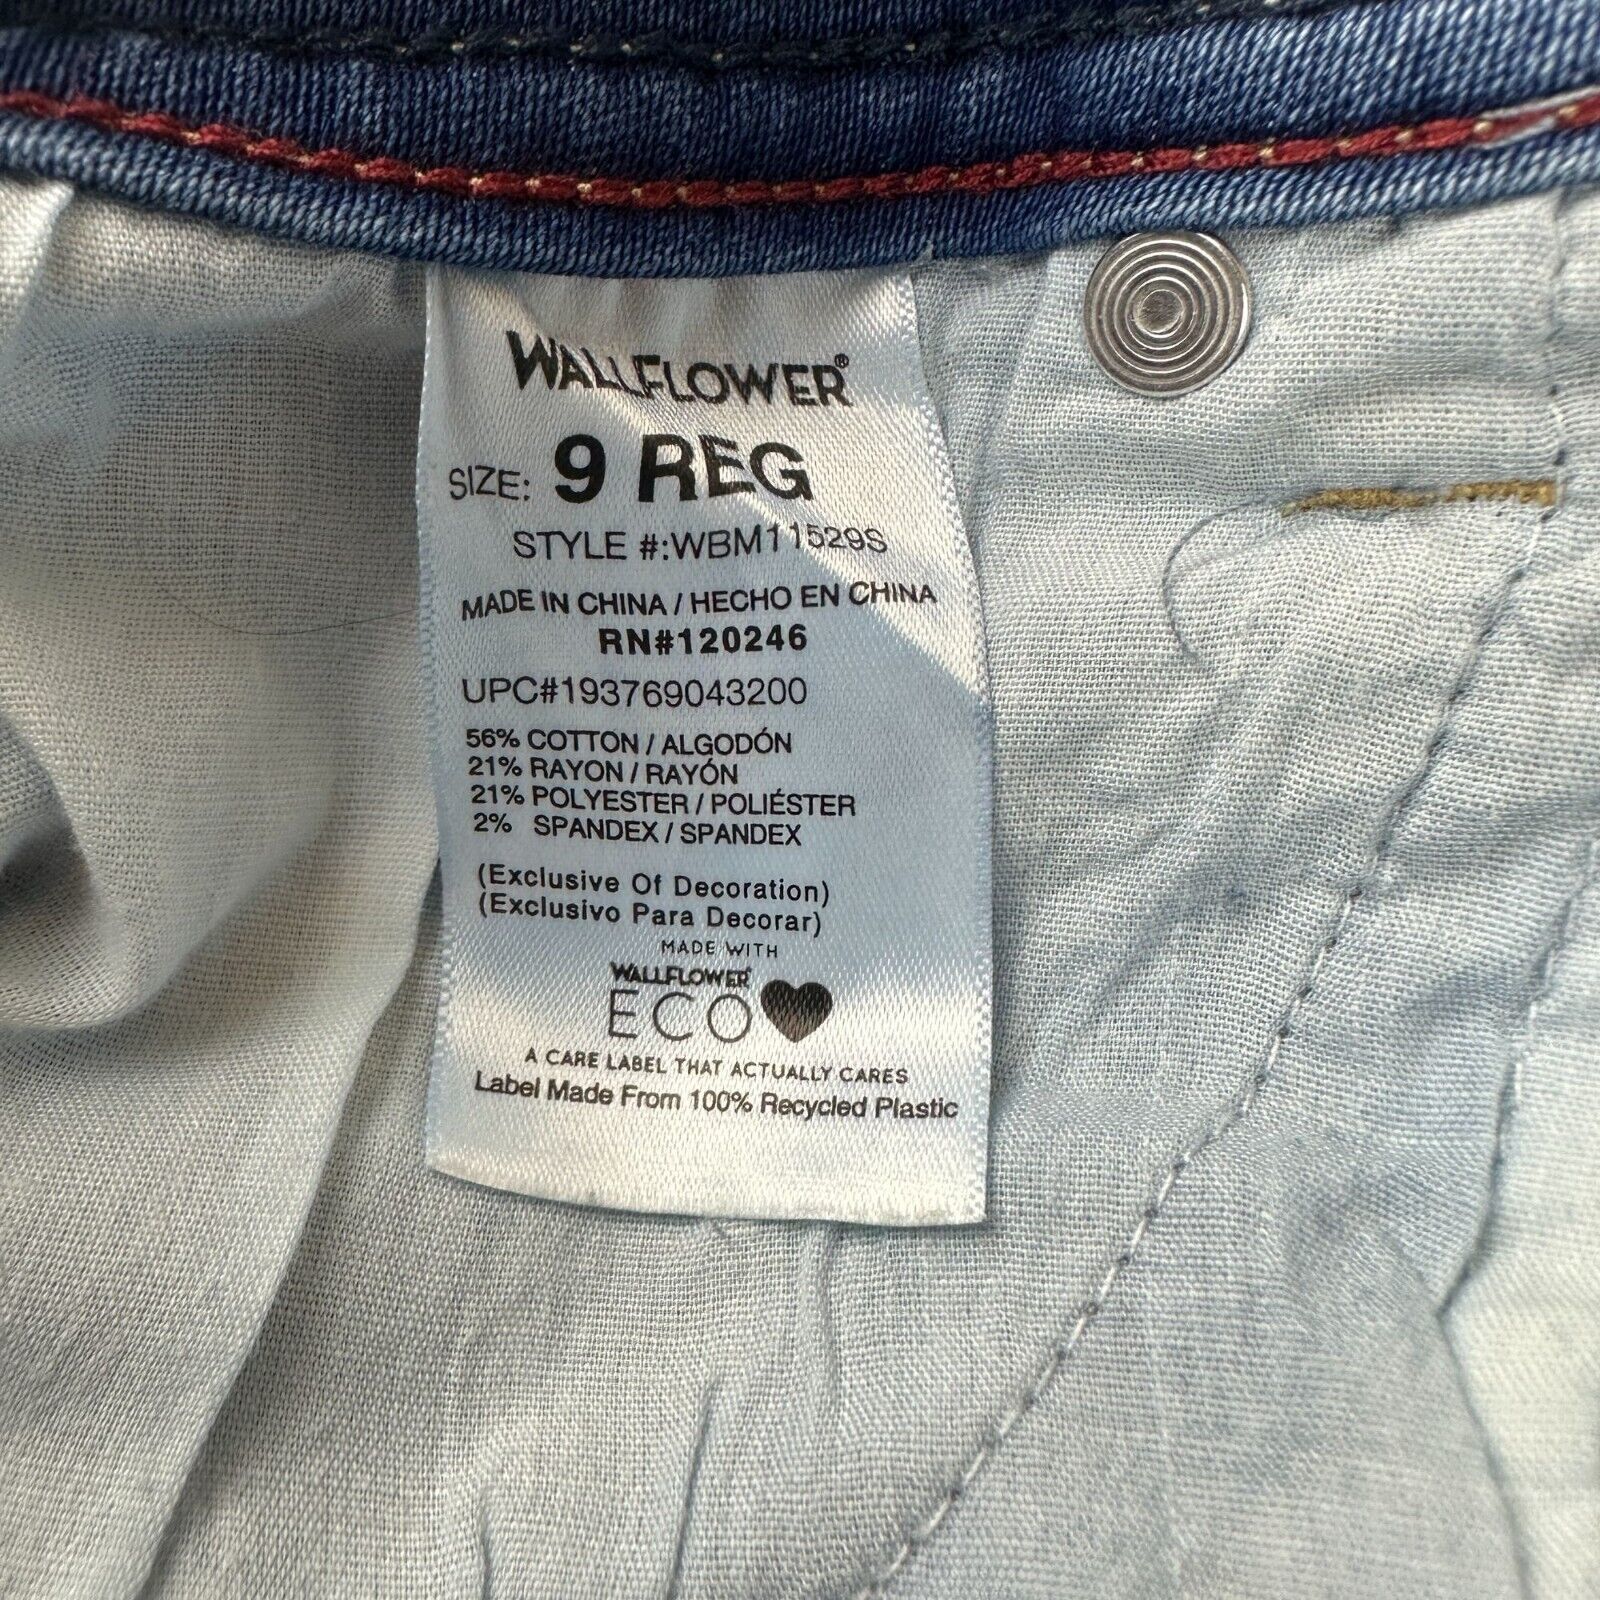 WALLFLOWER®
SIZE: 9 REG
STYLE #:WBM11529S
MADE IN CHINA / HECHO EN CHINA
RN#120246
UPC#193769043200
56% COTTON / ALGODÓN
21% RAYON / RAYÓN
21% POLYESTER / POLIÉSTER
2% SPANDEX / SPANDEX
(Exclusive Of Decoration)
(Exclusivo Para Decorar)
MADE WITH
WALLFLOWER®
ECO
A CARE LABEL THAT ACTUALLY CARES
Label Made From 100% Recycled Plastic